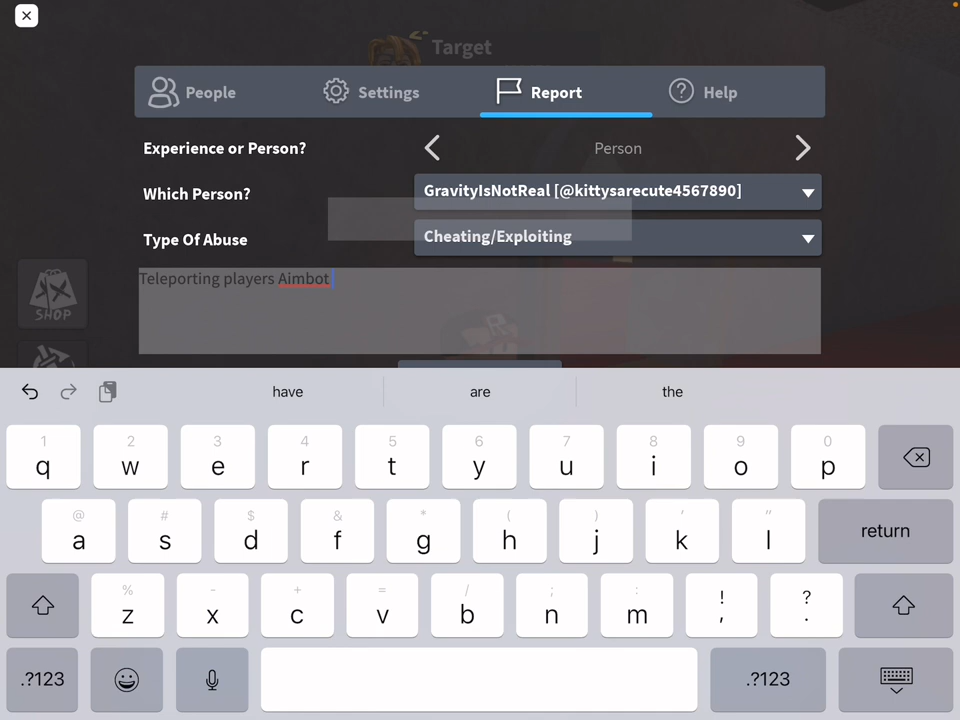 Target
People
Settings
Report
Help
Experience or Person?
Person
Which Person?
GravityIsNotReal [@kittysarecute4567890]
Type Of Abuse
Cheating/Exploiting
Teleporting players Aimbot
SHOP
have are the
1 2 3 4 5 6 7 8 9 0
q w e r t y u i o p
@ # $ & * ( ) ' "
a s d f g h j k l return
% - + = / ; : ! ?
z x c v b n m , .
.?123 .?123